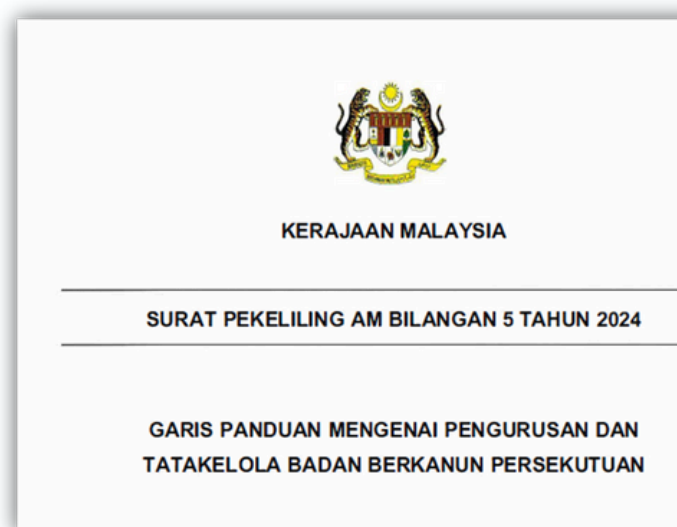 KERAJAAN MALAYSIA
SURAT PEKELILING AM BILANGAN 5 TAHUN 2024
GARIS PANDUAN MENGENAI PENGURUSAN DAN
TATAKELOLA BADAN BERKANUN PERSEKUTUAN